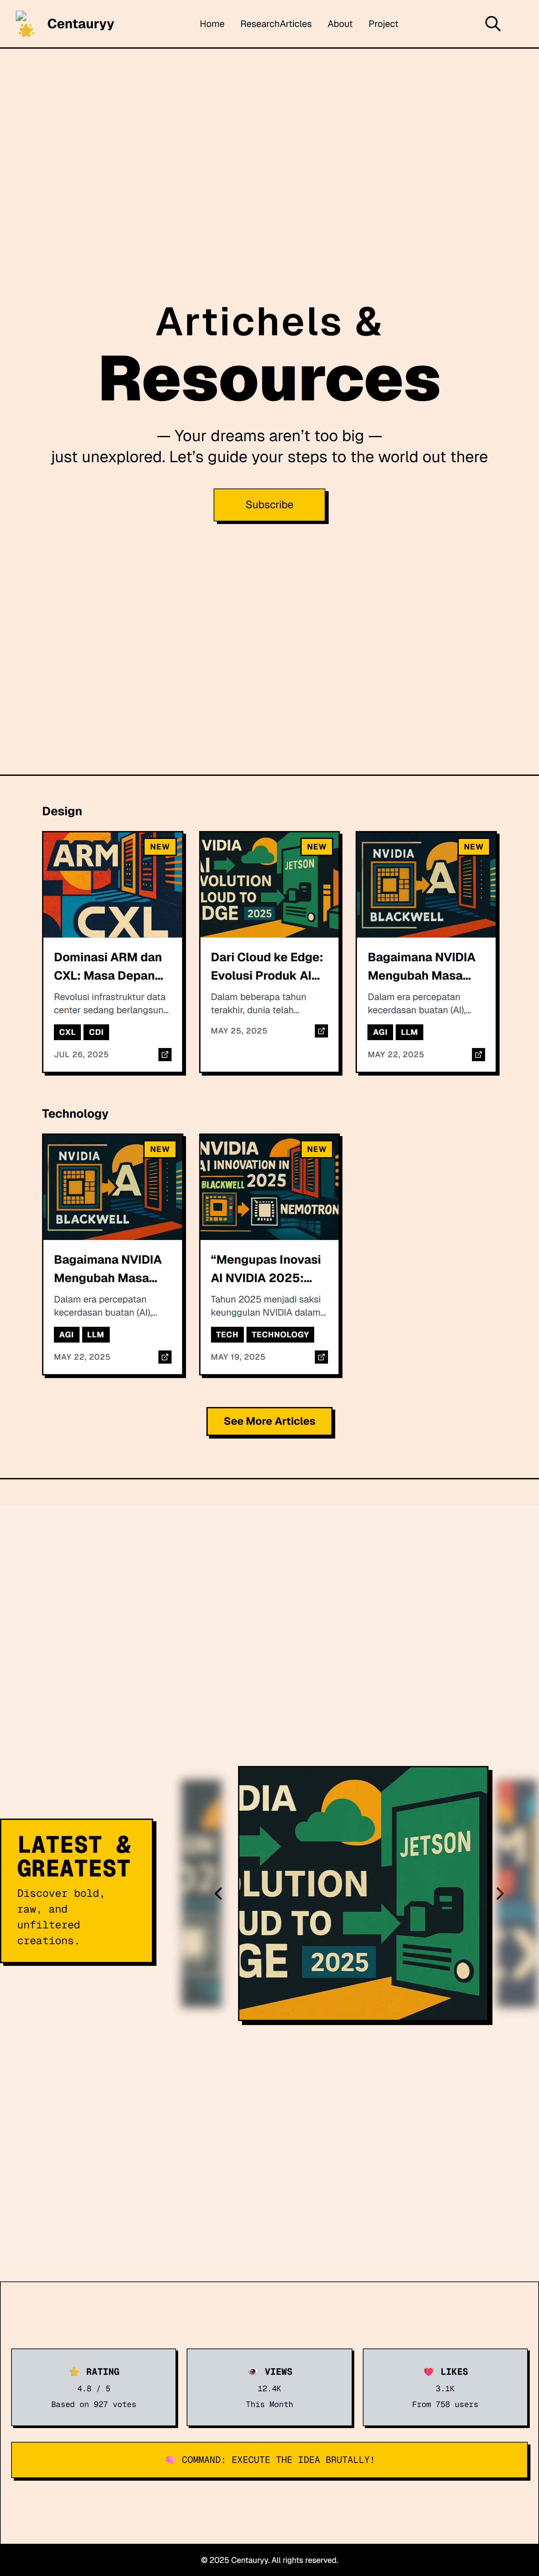 Centauryy
Home ResearchArticles About Project
Artichels &
Resources
— Your dreams aren’t too big —
just unexplored. Let’s guide your steps to the world out there
Subscribe
Design
ARM
CXL
NEW
Dominasi ARM dan
CXL: Masa Depan...
Revolusi infrastruktur data
center sedang berlangsun...
CXL CDI
JUL 26, 2025
VIDIA
AI
VOLUTION
LOUD TO
DGE 2025
JETSON
NEW
Dari Cloud ke Edge:
Evolusi Produk AI...
Dalam beberapa tahun
terakhir, dunia telah...
MAY 25, 2025
NVIDIA
A
BLACKWELL
NEW
Bagaimana NVIDIA
Mengubah Masa...
Dalam era percepatan
kecerdasan buatan (AI),...
AGI LLM
MAY 22, 2025
Technology
NVIDIA
A
BLACKWELL
NEW
Bagaimana NVIDIA
Mengubah Masa...
Dalam era percepatan
kecerdasan buatan (AI),...
AGI LLM
MAY 22, 2025
NVIDIA
AI INNOVATION IN
BLACKWELL 2025
NEMOTRON
NEW
“Mengupas Inovasi
AI NVIDIA 2025:...
Tahun 2025 menjadi saksi
keunggulan NVIDIA dalam...
TECH TECHNOLOGY
MAY 19, 2025
See More Articles
LATEST &
GREATEST
Discover bold,
raw, and
unfiltered
creations.
DIA
LUTION
UD TO
GE 2025
JETSON
RATING
4.8 / 5
Based on 927 votes
VIEWS
12.4K
This Month
LIKES
3.1K
From 758 users
COMMAND: EXECUTE THE IDEA BRUTALLY!
© 2025 Centauryy. All rights reserved.